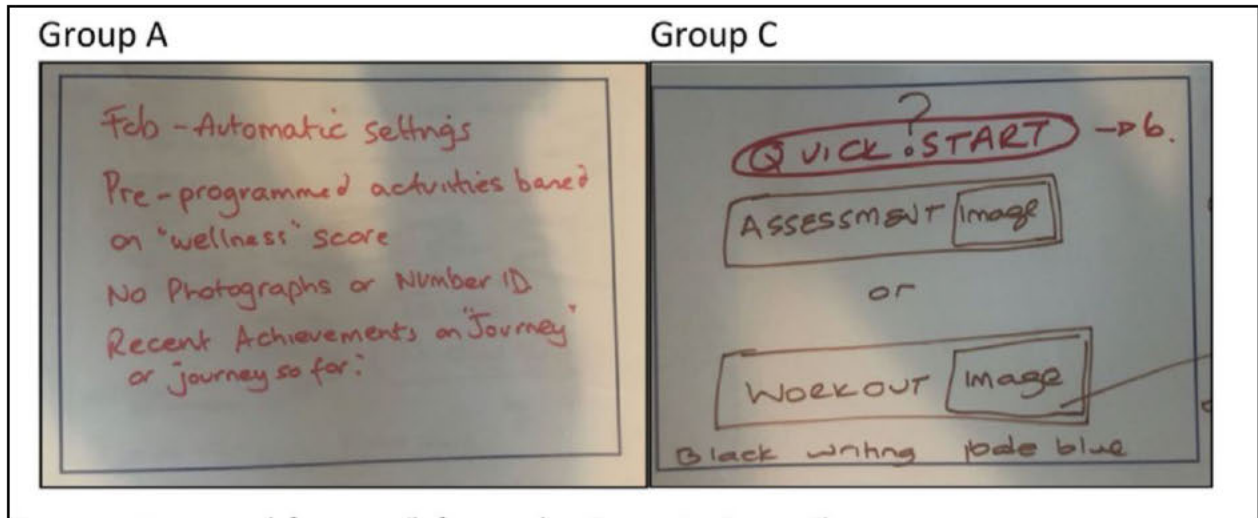 Group A
Fob - Automatic settings
Pre-programmed activities based
on "wellness" score
No Photographs or Number ID
Recent Achievements on "Journey"
or journey so far:
Group C
?
QUICK START → 6.
ASSESSMENT Image
or
WORKOUT Image
Black writing pale blue